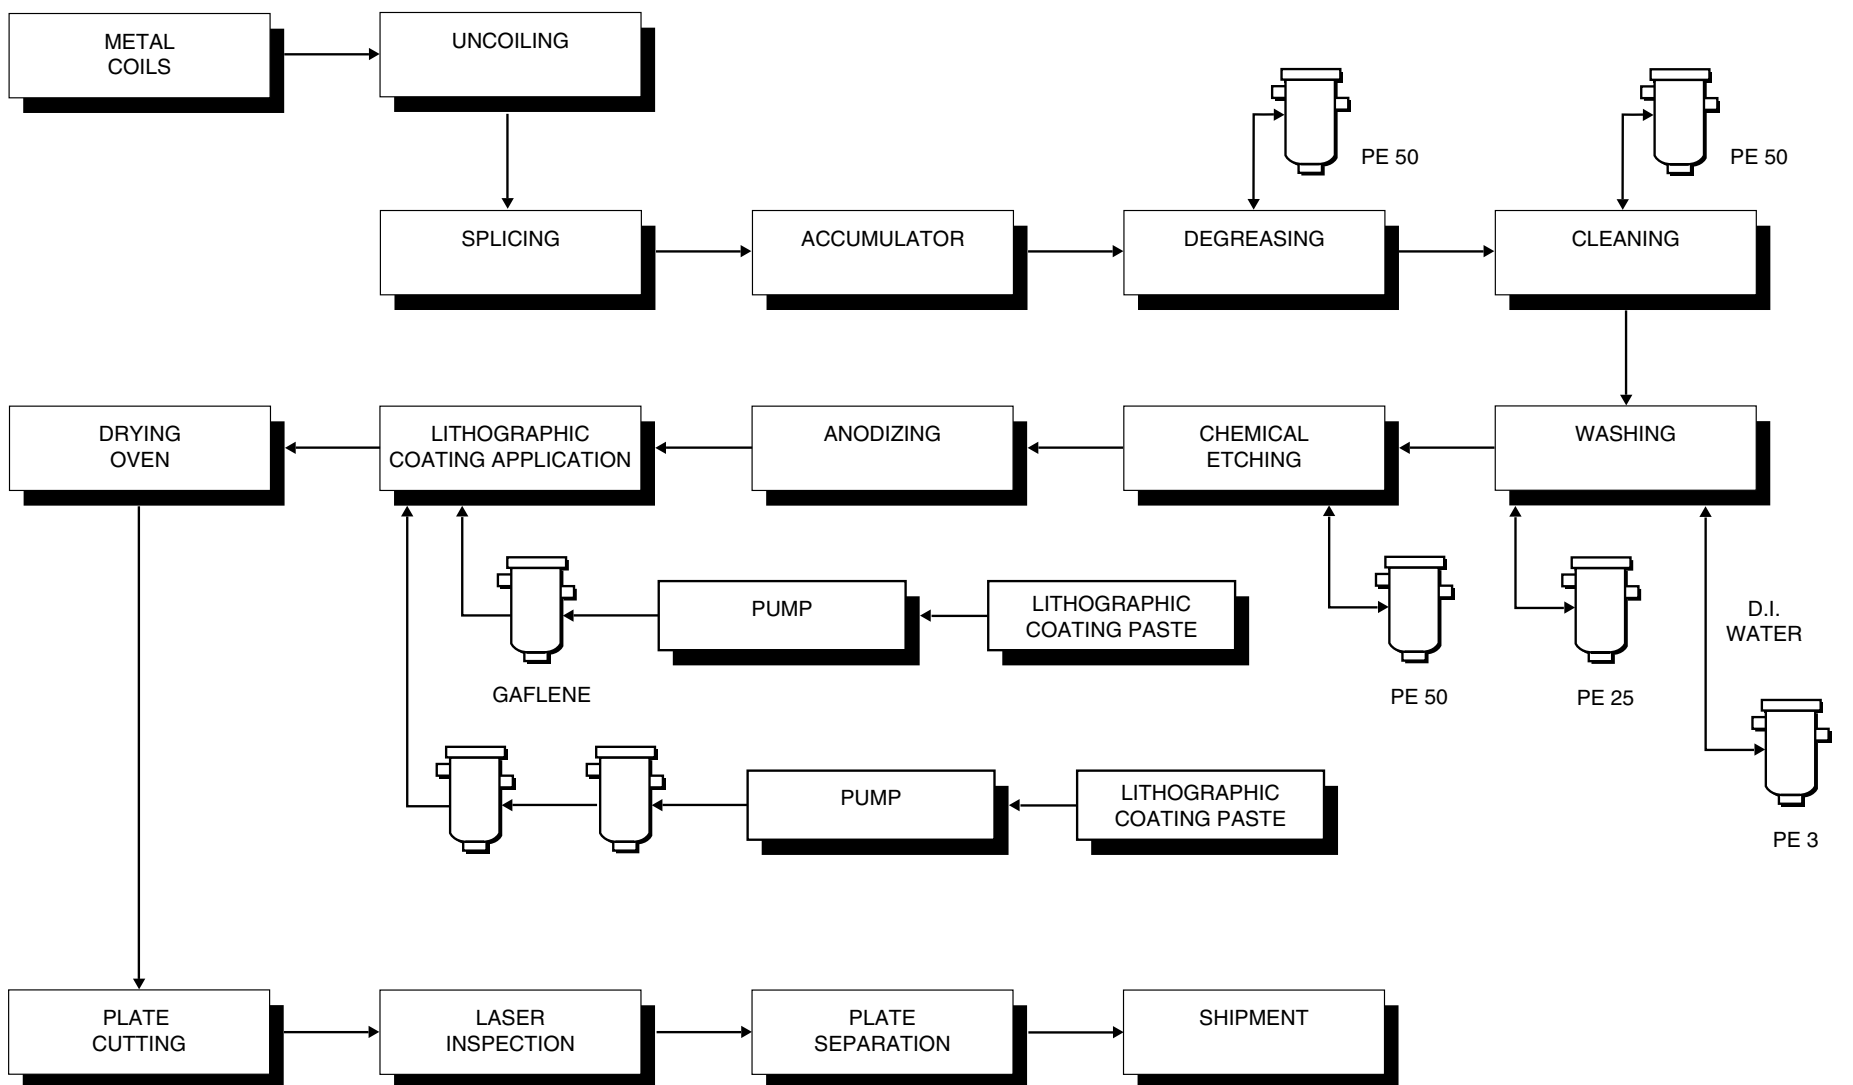 METAL
COILS
UNCOILING
PE 50
PE 50
SPLICING
ACCUMULATOR
DEGREASING
CLEANING
DRYING
OVEN
LITHOGRAPHIC
COATING APPLICATION
ANODIZING
CHEMICAL
ETCHING
WASHING
PUMP
LITHOGRAPHIC
COATING PASTE
D.I.
WATER
GAFLENE
PE 50
PE 25
PUMP
LITHOGRAPHIC
COATING PASTE
PE 3
PLATE
CUTTING
LASER
INSPECTION
PLATE
SEPARATION
SHIPMENT